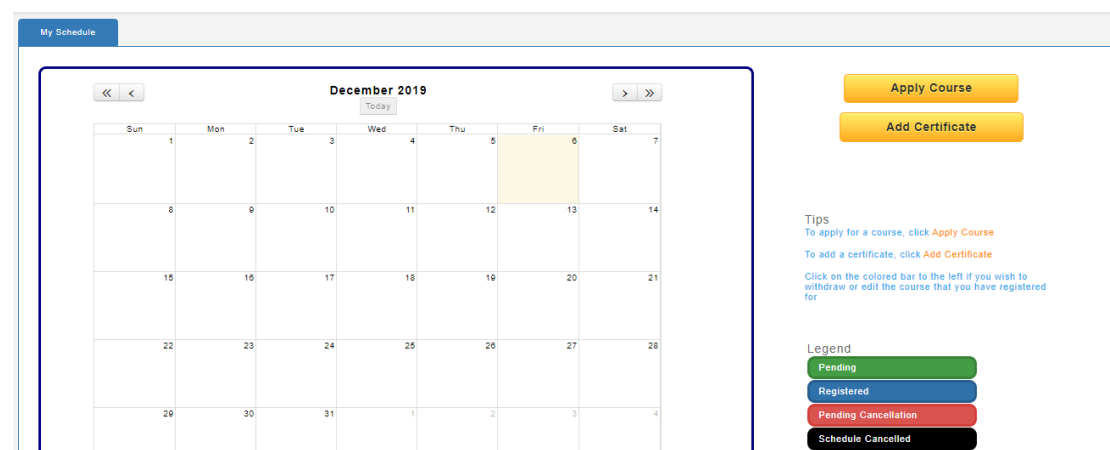 My Schedule
« < December 2019 > »
Today
Sun Mon Tue Wed Thu Fri Sat
1 2 3 4 5 6 7
8 9 10 11 12 13 14
15 16 17 18 19 20 21
22 23 24 25 26 27 28
29 30 31 1 2 3 4
Apply Course
Add Certificate
Tips
To apply for a course, click Apply Course
To add a certificate, click Add Certificate
Click on the colored bar to the left if you wish to
withdraw or edit the course that you have registered
for
Legend
Pending
Registered
Pending Cancellation
Schedule Cancelled